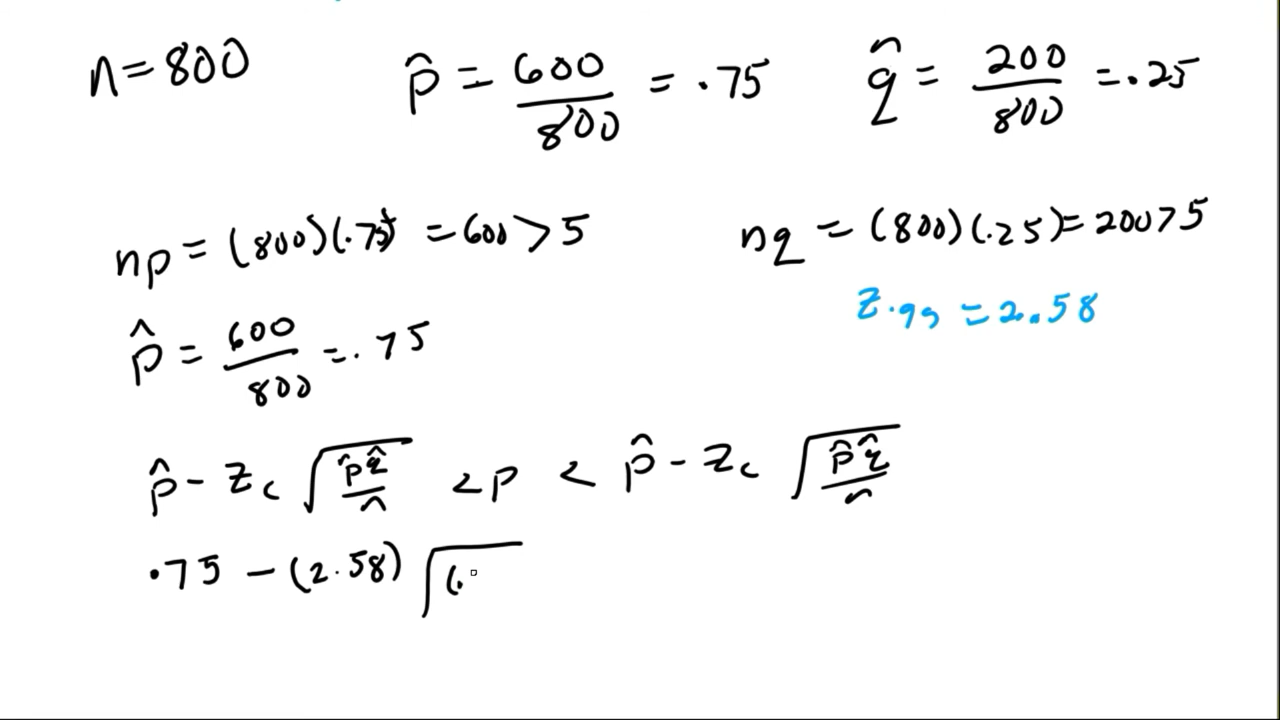 n=800 p̂ = 600/800 = .75 q̂ = 200/800 = .25
np = (800)(.75) = 600 > 5 nq = (800)(.25) = 200 > 5
z.99 = 2.58
p̂ = 600/800 = .75
p̂ - zc √(p̂q̂/n) < p < p̂ - zc √(p̂q̂/n)
.75 - (2.58) √(.